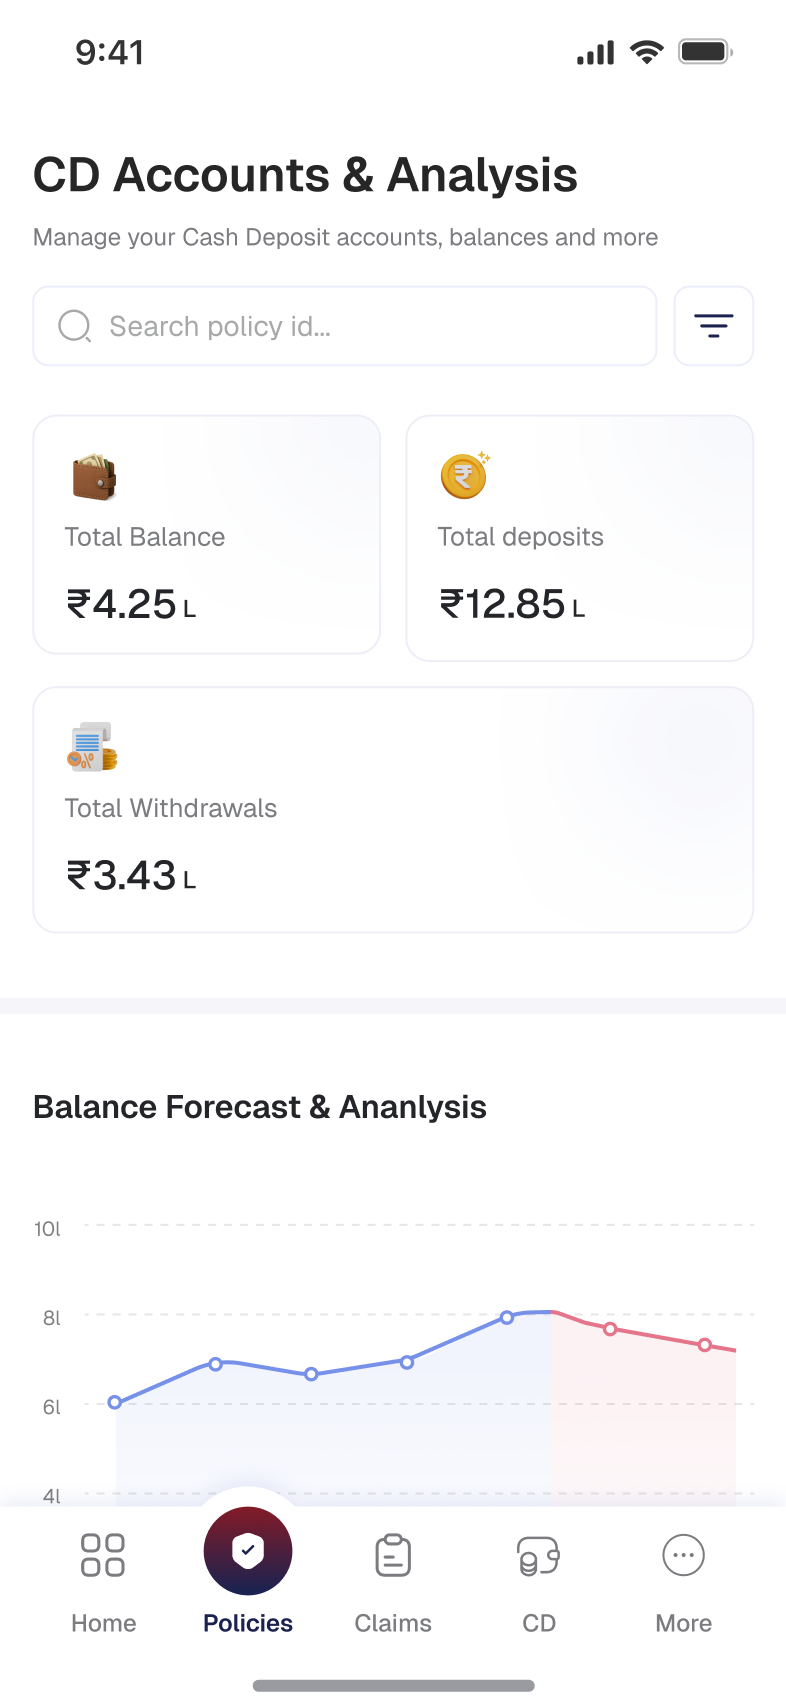 9:41
CD Accounts & Analysis
Manage your Cash Deposit accounts, balances and more
Search policy id...
Total Balance
₹4.25 L
Total deposits
₹12.85 L
Total Withdrawals
₹3.43 L
Balance Forecast & Ananlysis
10l
8l
6l
4l
Home
Policies
Claims
CD
More